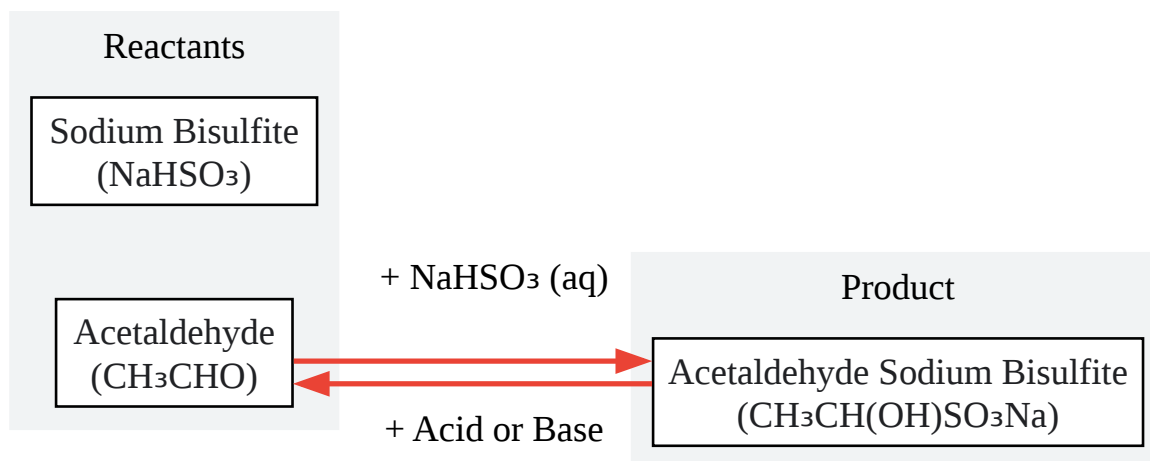 Reactants
Sodium Bisulfite
(NaHSO₃)
+ NaHSO₃ (aq)
Product
Acetaldehyde
(CH₃CHO)
Acetaldehyde Sodium Bisulfite
(CH₃CH(OH)SO₃Na)
+ Acid or Base